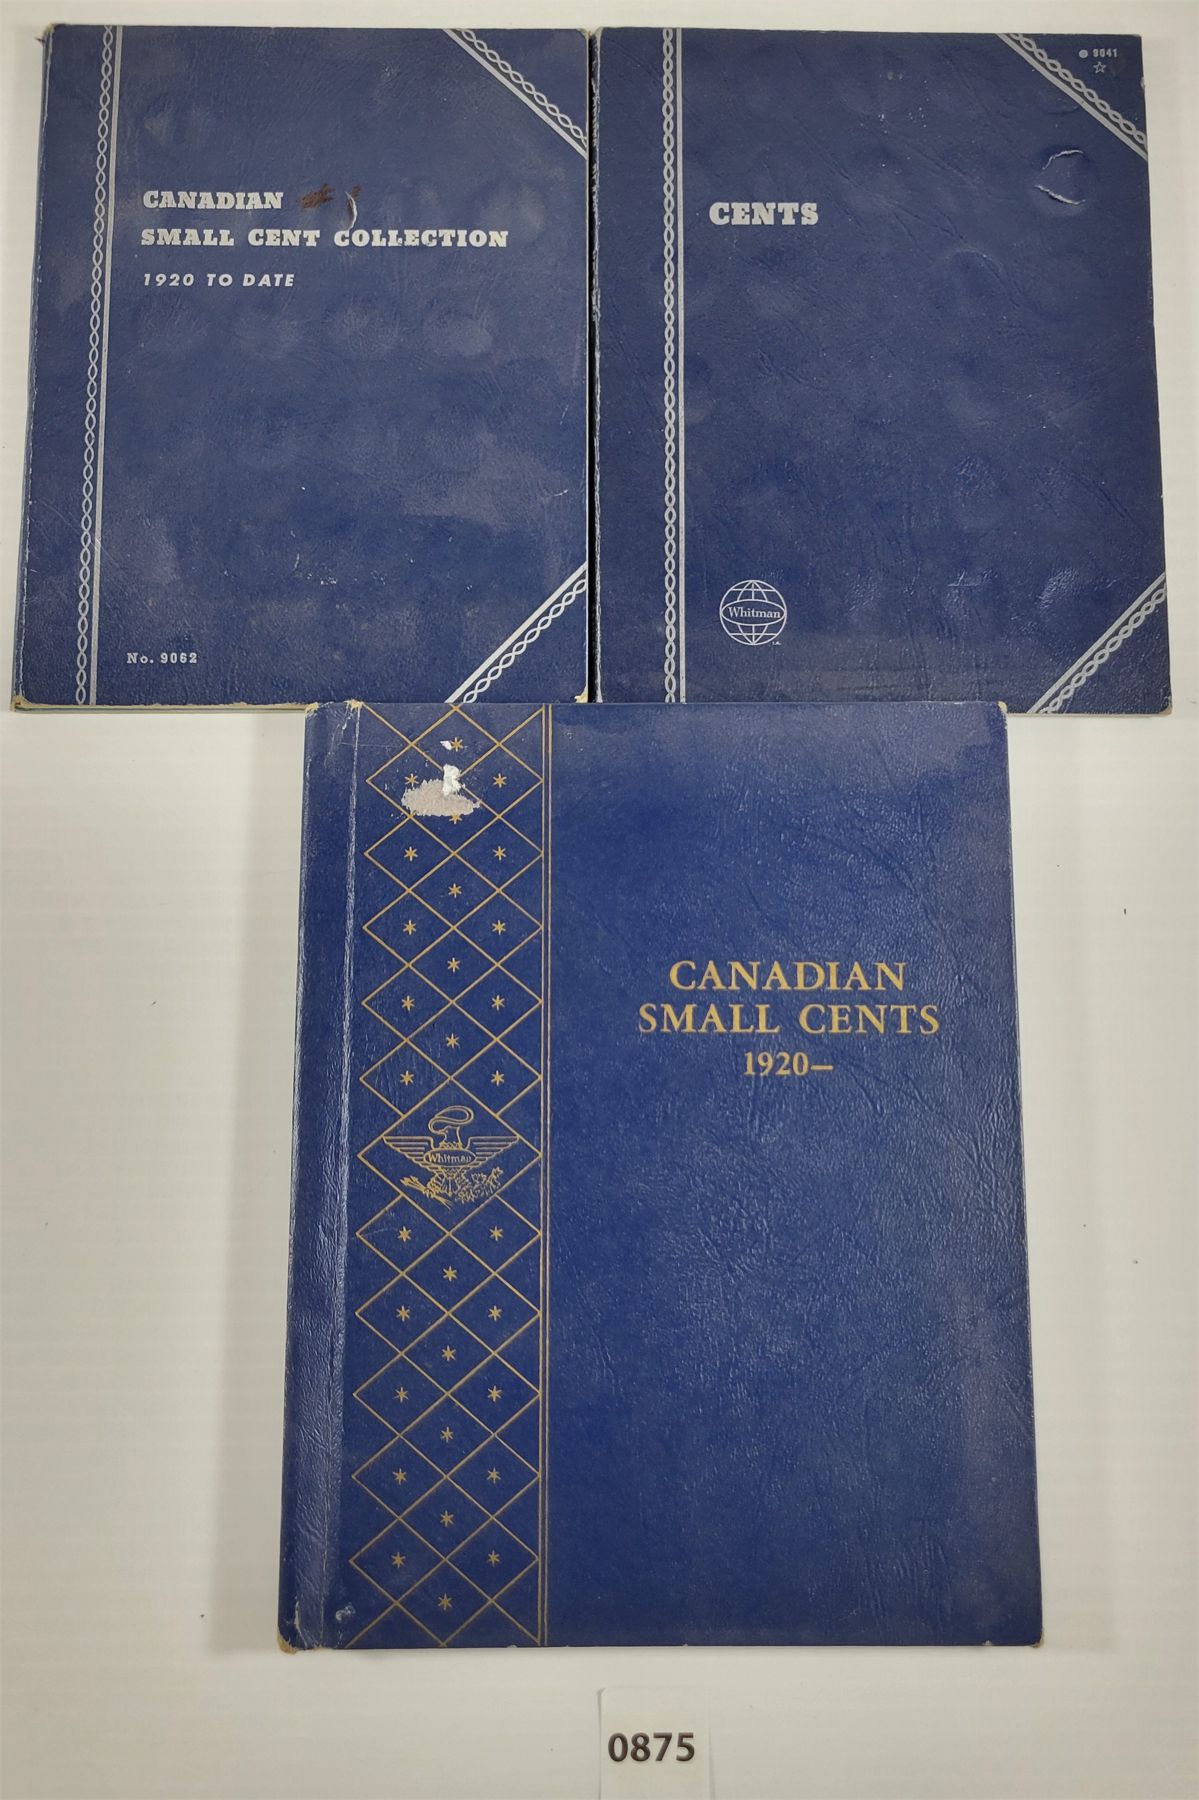 CANADIAN
SMALL CENT COLLECTION
1920 TO DATE
No. 9062
9041
CENTS
Whitman
CANADIAN
SMALL CENTS
1920—
Whitman
0875